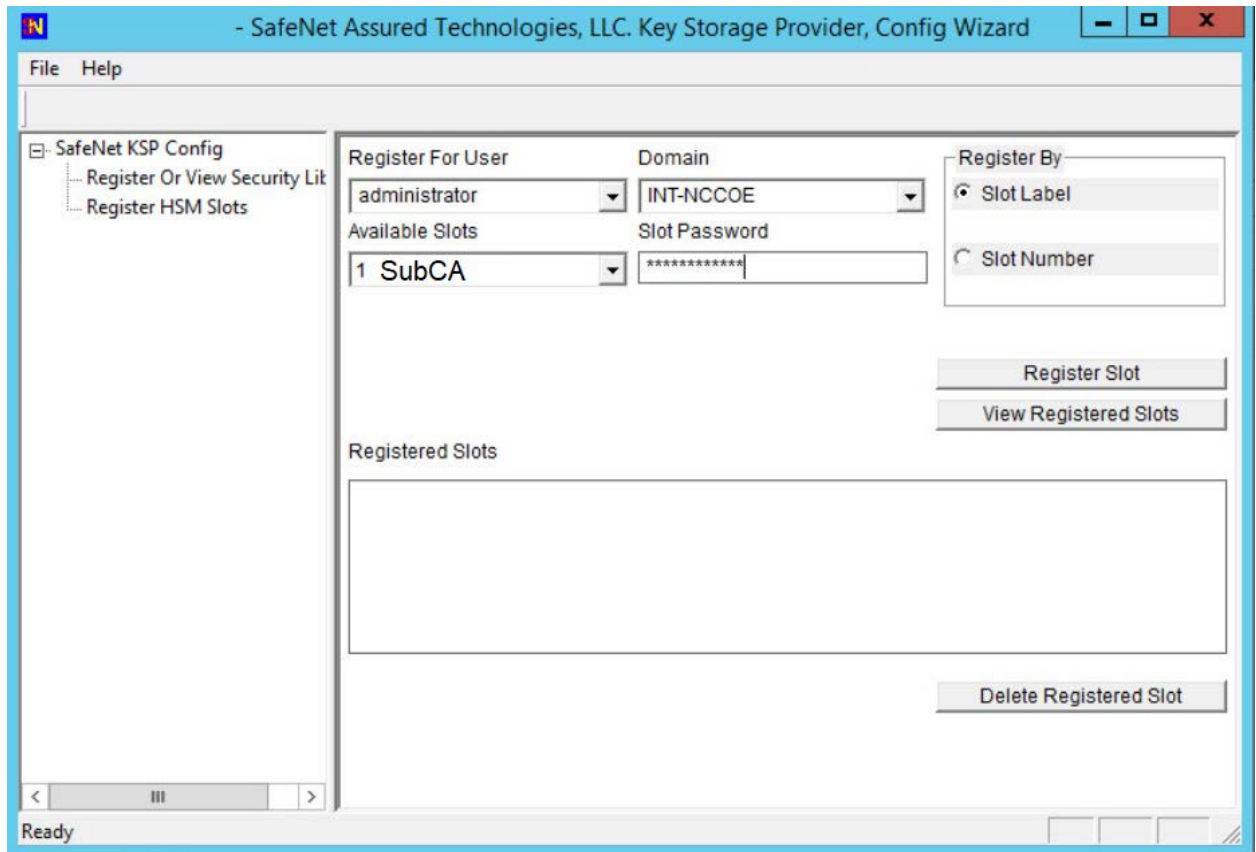 - SafeNet Assured Technologies, LLC. Key Storage Provider, Config Wizard
File Help
SafeNet KSP Config
Register Or View Security Lib
Register HSM Slots
Register For User
Domain
Register By
administrator
INT-NCCOE
Slot Label
Available Slots
Slot Password
1 SubCA
************
Slot Number
Register Slot
View Registered Slots
Registered Slots
Delete Registered Slot
Ready